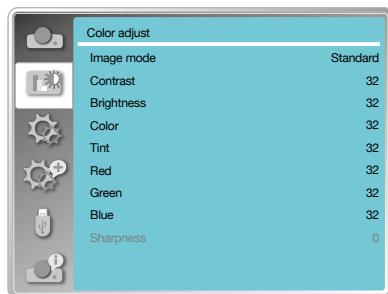 Color adjust
Image mode Standard
Contrast 32
Brightness 32
Color 32
Tint 32
Red 32
Green 32
Blue 32
Sharpness 0